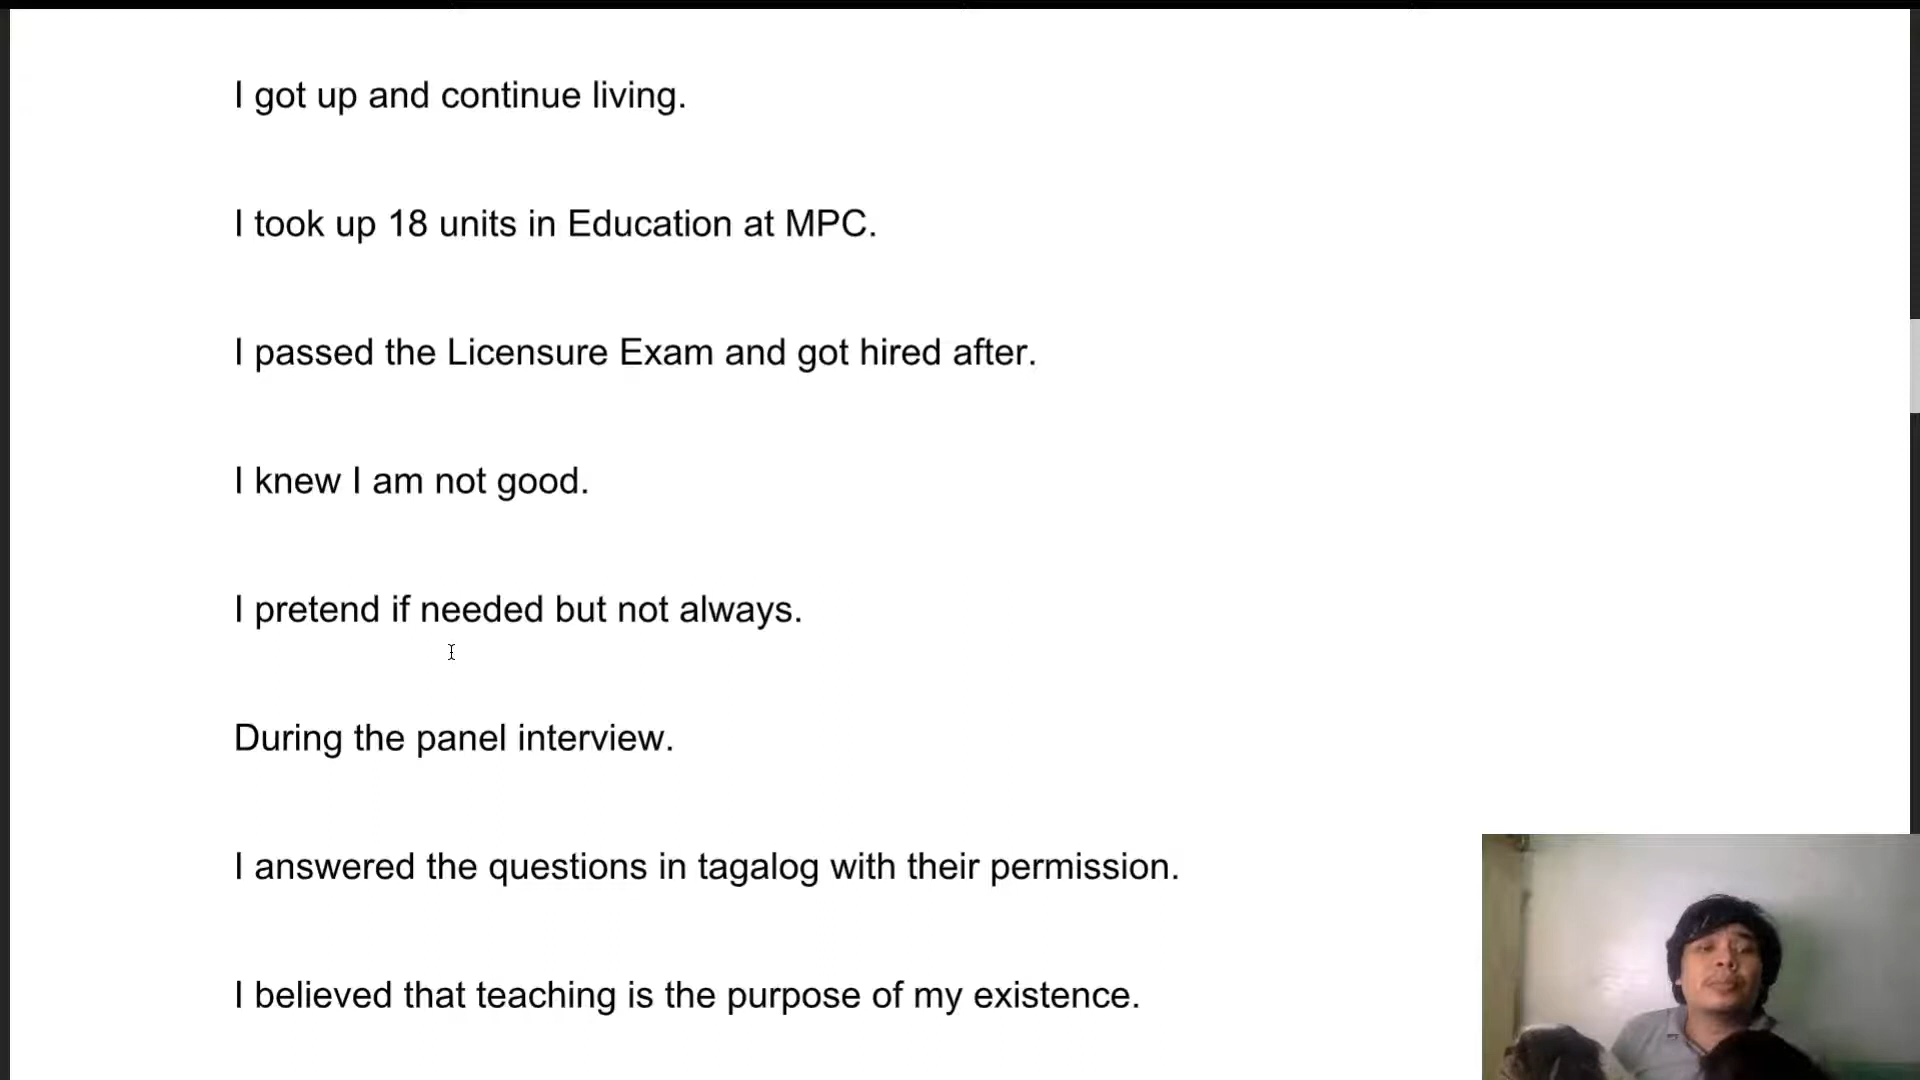 I got up and continue living.
I took up 18 units in Education at MPC.
I passed the Licensure Exam and got hired after.
I knew I am not good.
I pretend if needed but not always.
During the panel interview.
I answered the questions in tagalog with their permission.
I believed that teaching is the purpose of my existence.